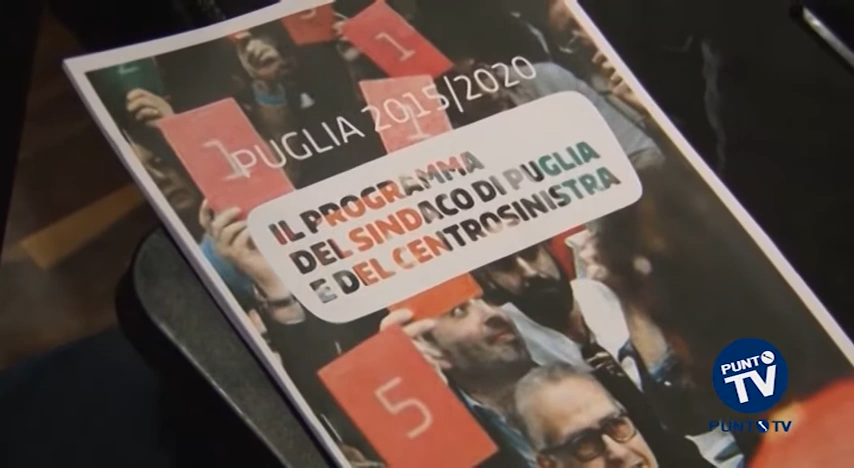 1
1
1
PUGLIA 2015|2020
IL PROGRAMMA
DEL SINDACO DI PUGLIA
E DEL CENTROSINISTRA
5
PUNTO
TV
PUNTO TV